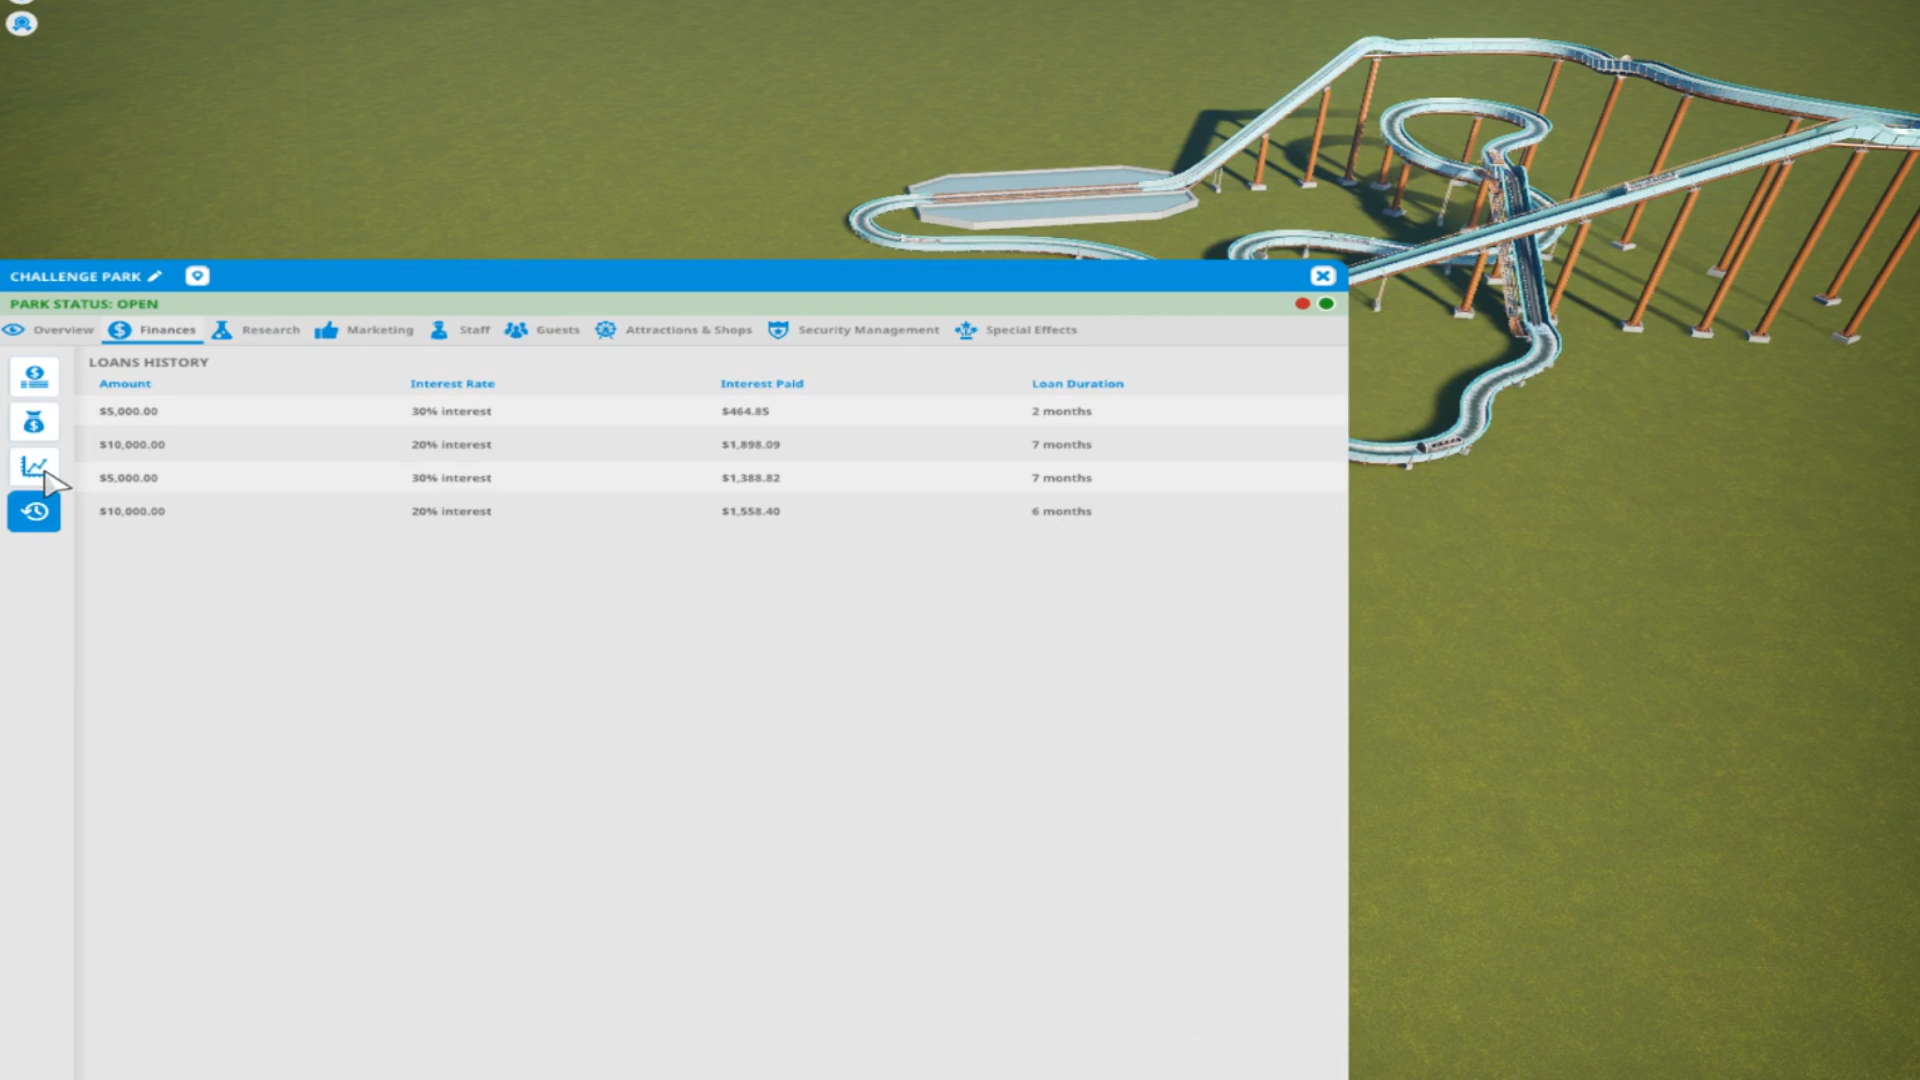 CHALLENGE PARK
PARK STATUS: OPEN
Overview Finances Research Marketing Staff Guests Attractions & Shops Security Management Special Effects
LOANS HISTORY
Amount Interest Rate Interest Paid Loan Duration
$5,000.00 30% interest $464.85 2 months
$10,000.00 20% interest $1,898.09 7 months
$5,000.00 30% interest $1,388.82 7 months
$10,000.00 20% interest $1,558.40 6 months